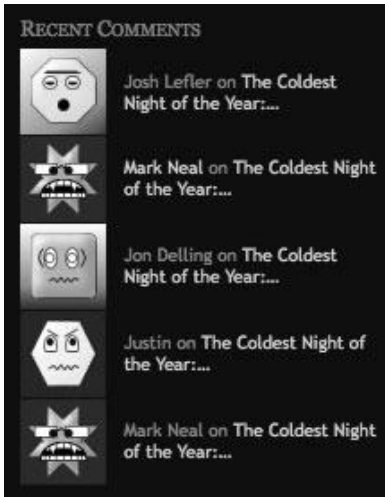 Recent Comments
Josh Lefler on The Coldest
Night of the Year:...
Mark Neal on The Coldest Night
of the Year:...
Jon Delling on The Coldest
Night of the Year:...
Justin on The Coldest Night of
the Year:...
Mark Neal on The Coldest Night
of the Year:...